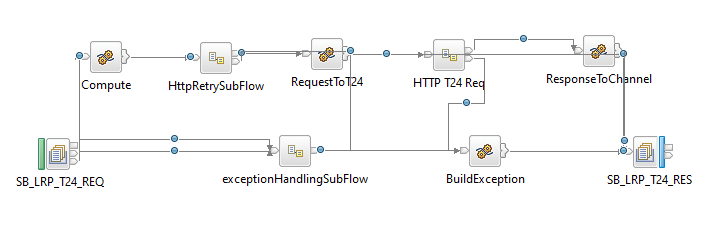 Compute
HttpRetrySubFlow
RequestToT24
HTTP T24 Req
ResponseToChannel
SB_LRP_T24_REQ
exceptionHandlingSubFlow
BuildException
SB_LRP_T24_RES